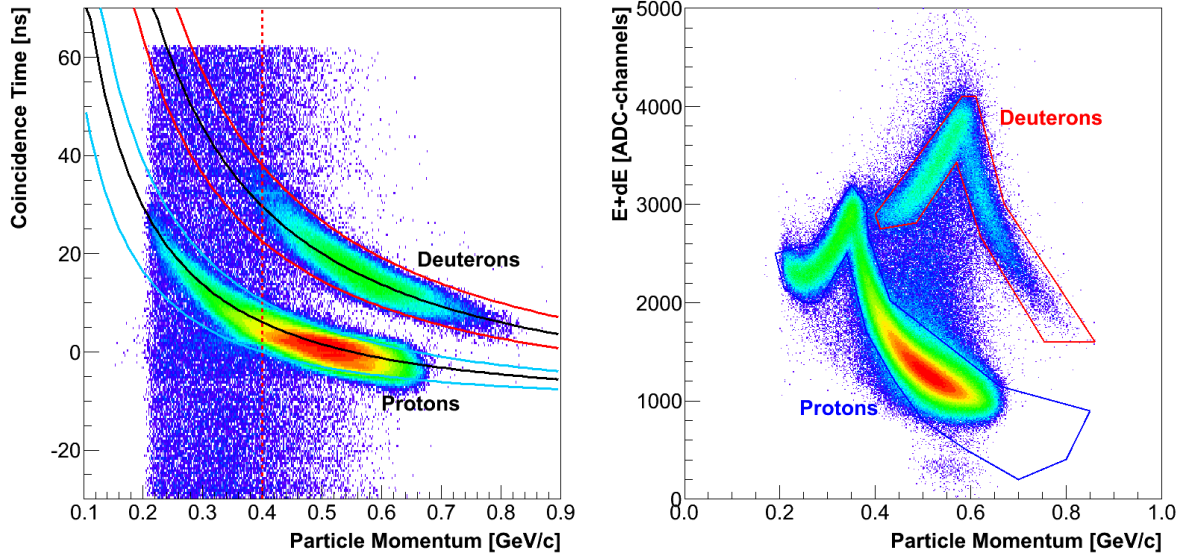 Coincidence Time [ns]
60
40
20
0
-20
Deuterons
Protons
0.1 0.2 0.3 0.4 0.5 0.6 0.7 0.8 0.9
Particle Momentum [GeV/c]
E+dE [ADC-channels]
5000
4000
3000
2000
1000
0
Deuterons
Protons
0.0 0.2 0.4 0.6 0.8 1.0
Particle Momentum [GeV/c]